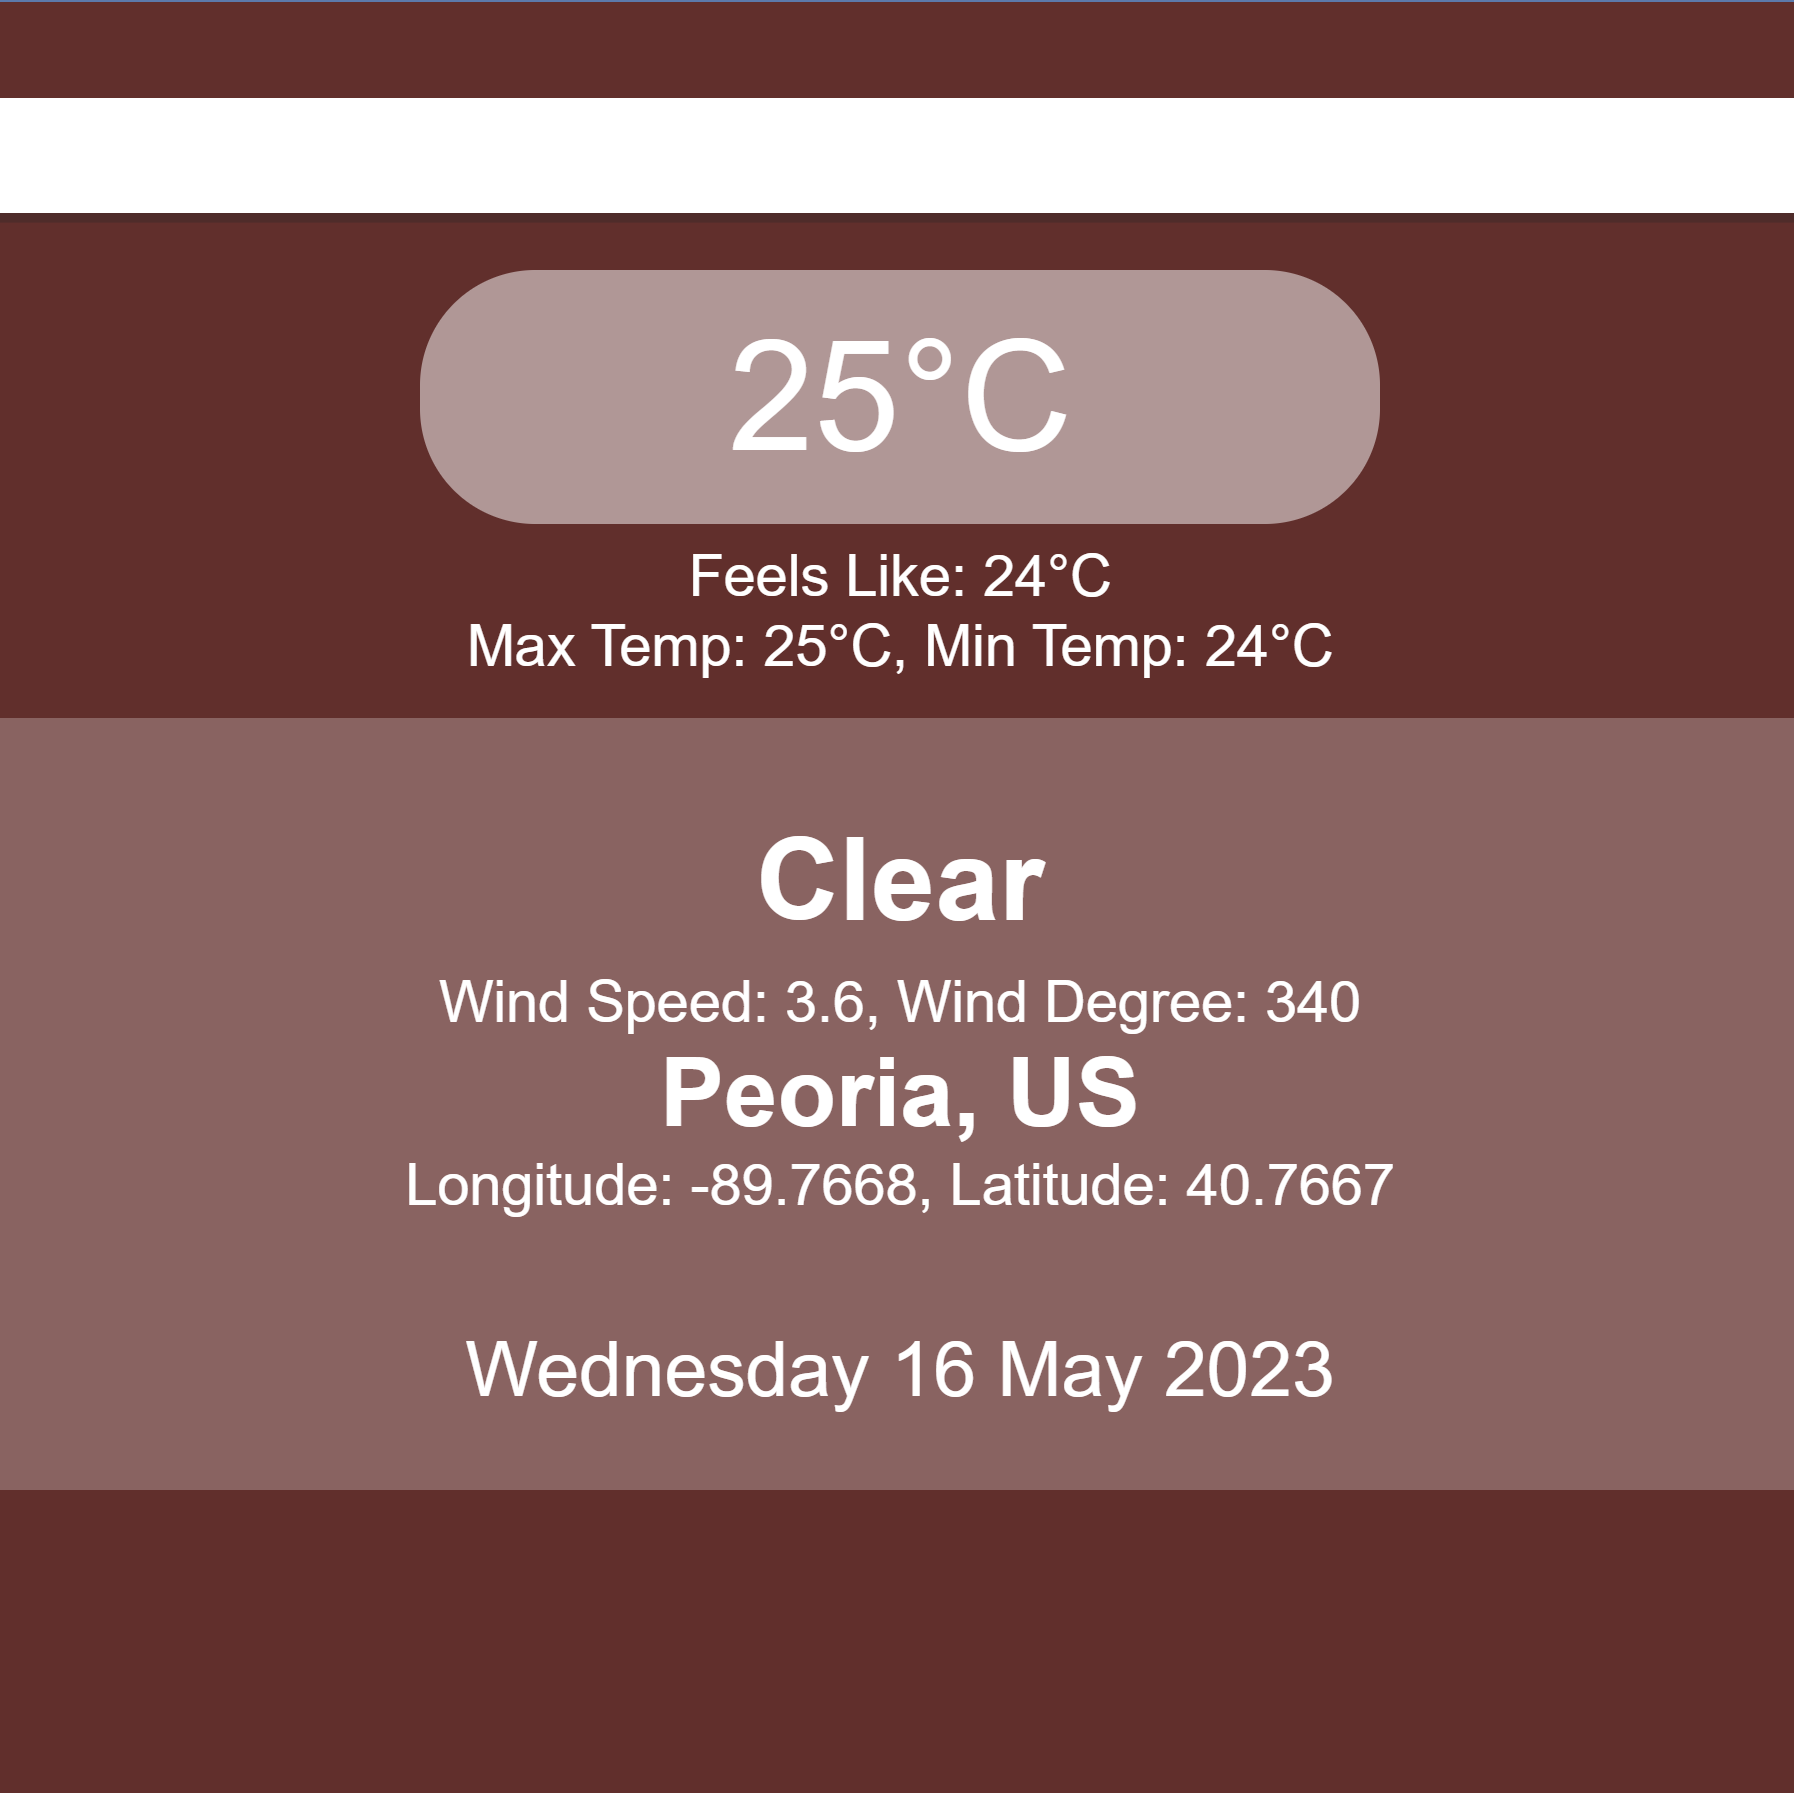 25°C
Feels Like: 24°C
Max Temp: 25°C, Min Temp: 24°C
Clear
Wind Speed: 3.6, Wind Degree: 340
Peoria, US
Longitude: -89.7668, Latitude: 40.7667
Wednesday 16 May 2023